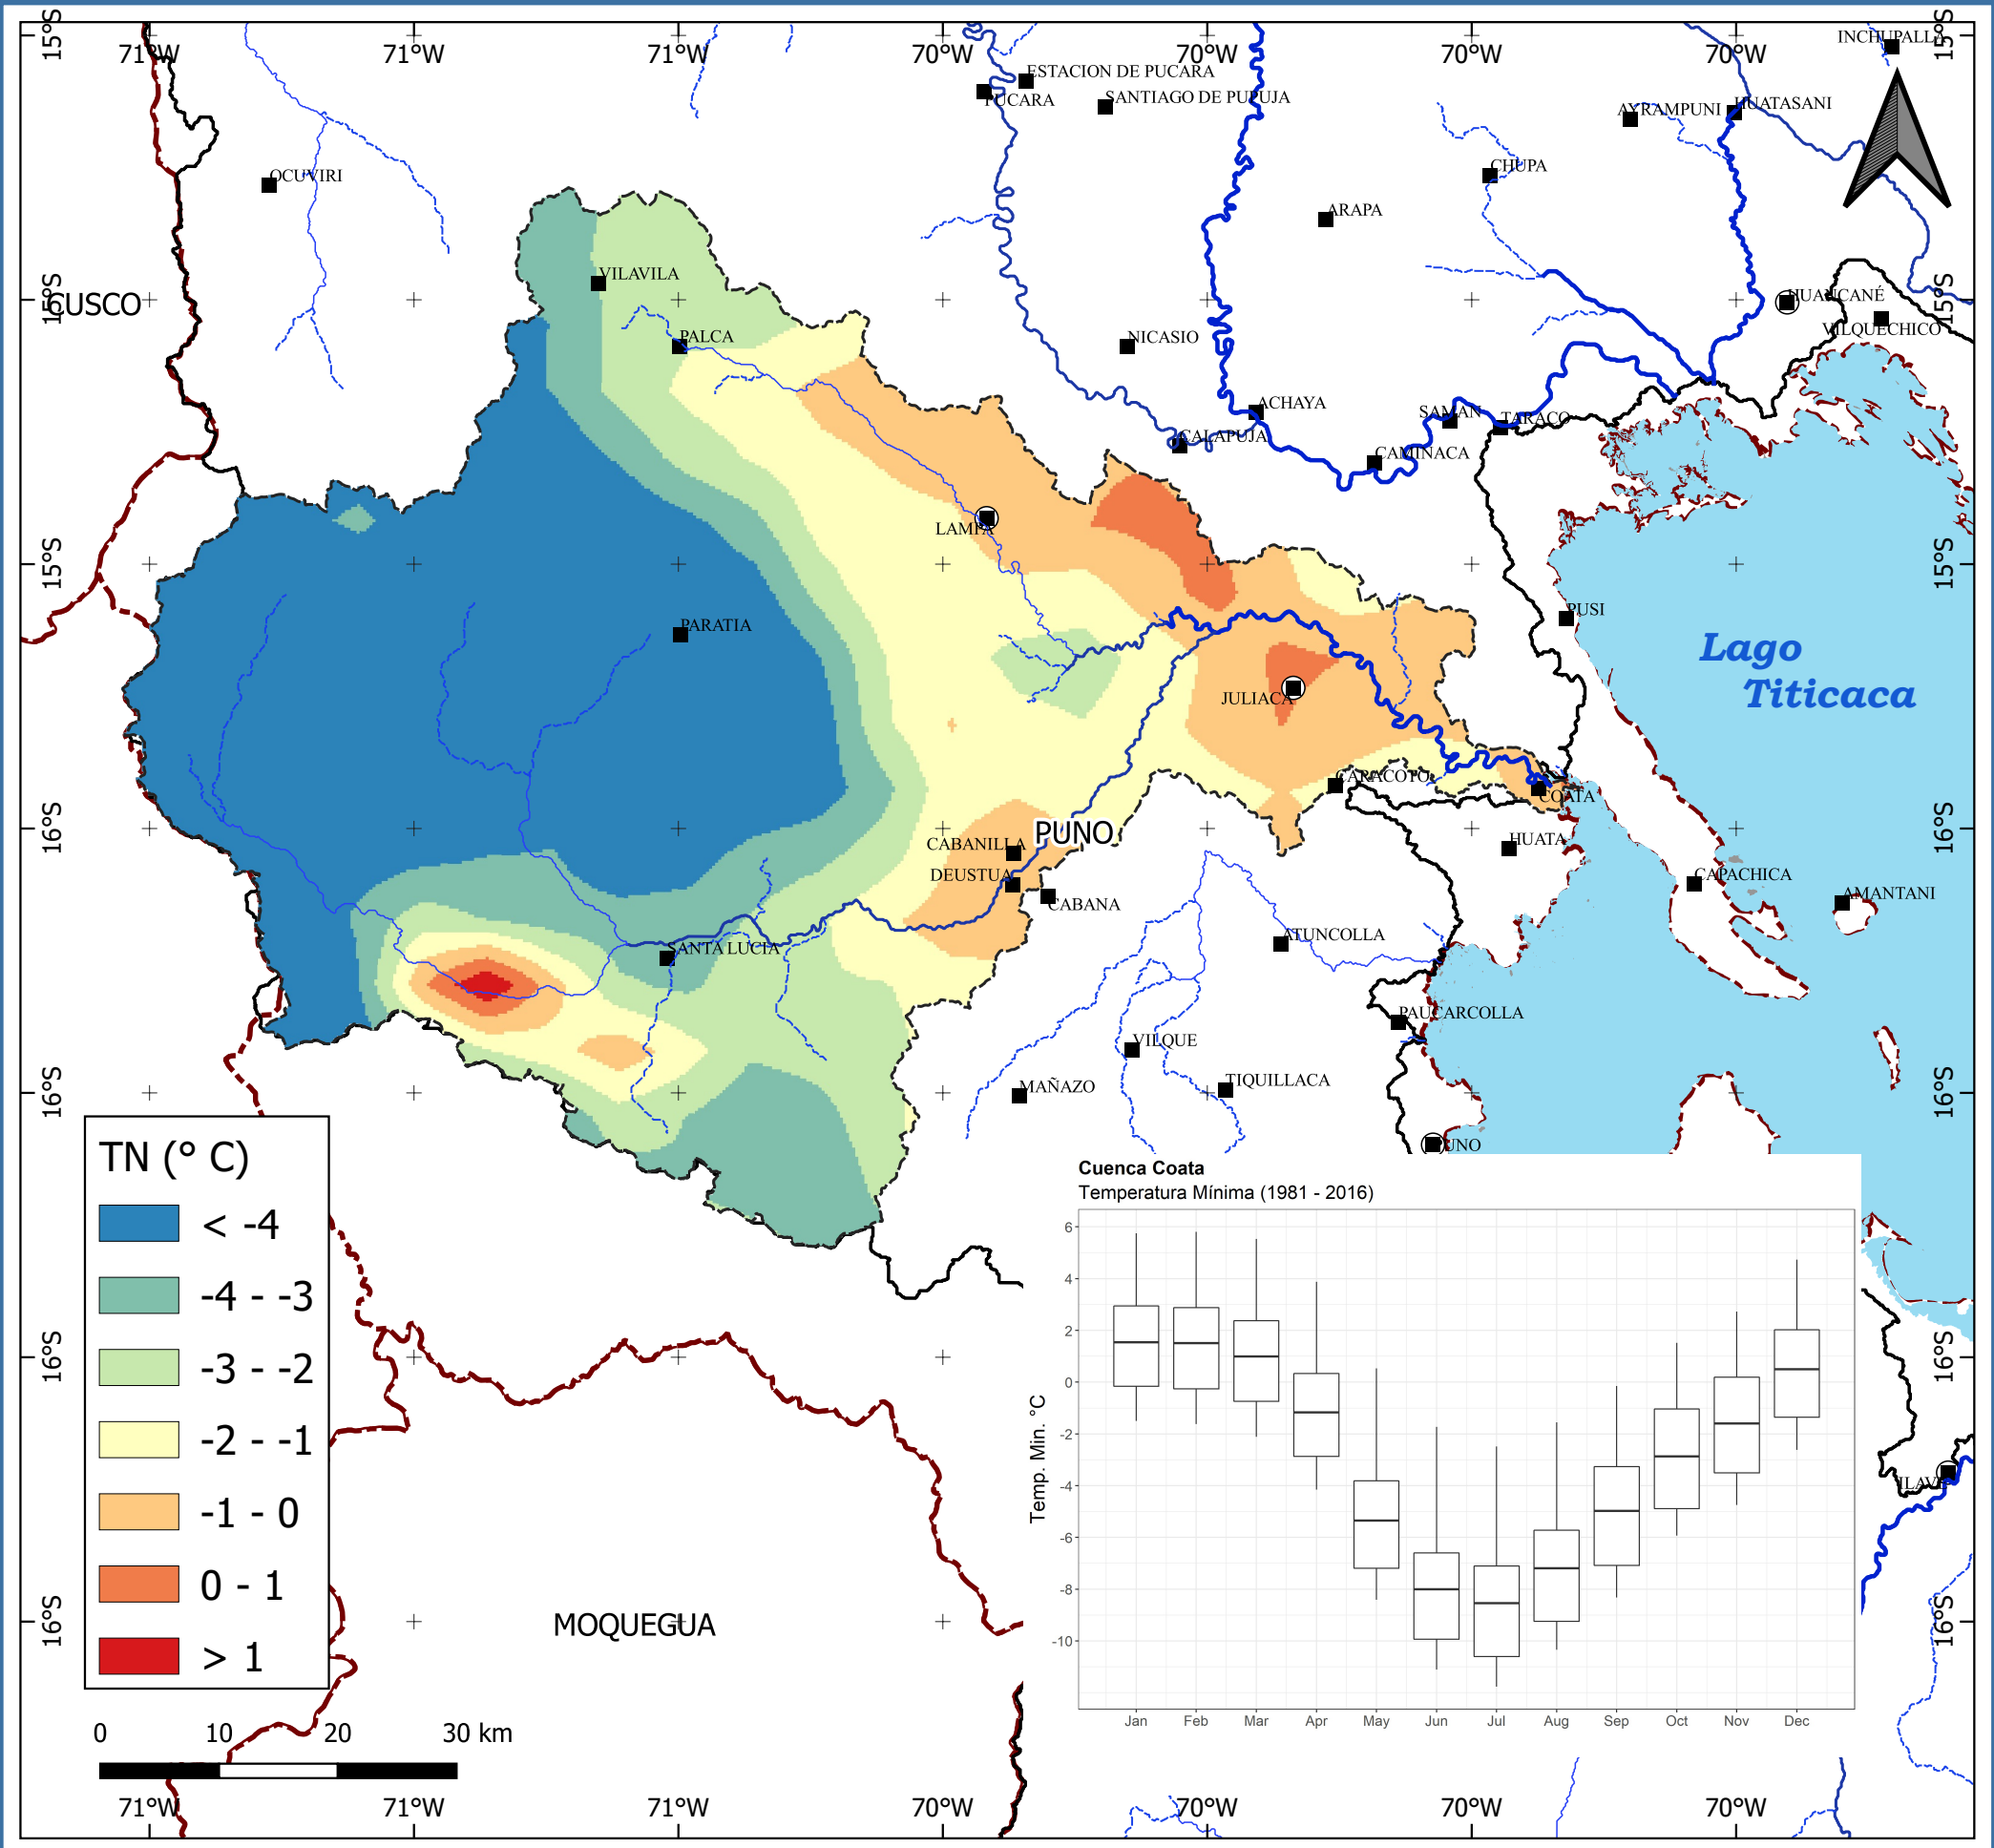 71°W 71°W 71°W 70°W 70°W 70°W 70°W
15°S 15°S
INCHUPALLA
ESTACION DE PUCARA
PUCARA
SANTIAGO DE PUPUJA
AYRAMPUNI
HUATASANI
OCUVIRI
CHUPA
ARAPA
VILAVILA
15°S 15°S
CUSCO
HUANCANÉ
VILQUECHICO
PALCA
NICASIO
ACHAYA
SAMAN
TARACO
CALAPUJA
CAMINACA
LAMPA
15°S 15°S
PUSI
PARATIA
Lago
Titicaca
JULIACA
CARACOTO
COATA
16°S 16°S
PUNO
HUATA
CABANILLA
DEUSTUA
CABANA
CAPACHICA
AMANTANI
ATUNCOLLA
SANTA LUCIA
PAUCARCOLLA
VILQUE
MAÑAZO
TIQUILLACA
16°S 16°S
PUNO
TN (° C)
< -4
-4 - -3
-3 - -2
-2 - -1
-1 - 0
0 - 1
> 1
Cuenca Coata
Temperatura Mínima (1981 - 2016)
6
4
2
0
-2
-4
-6
-8
-10
Temp. Min. °C
Jan Feb Mar Apr May Jun Jul Aug Sep Oct Nov Dec
16°S 16°S
ILAVE
16°S 16°S
MOQUEGUA
0 10 20 30 km
71°W 71°W 71°W 70°W 70°W 70°W 70°W